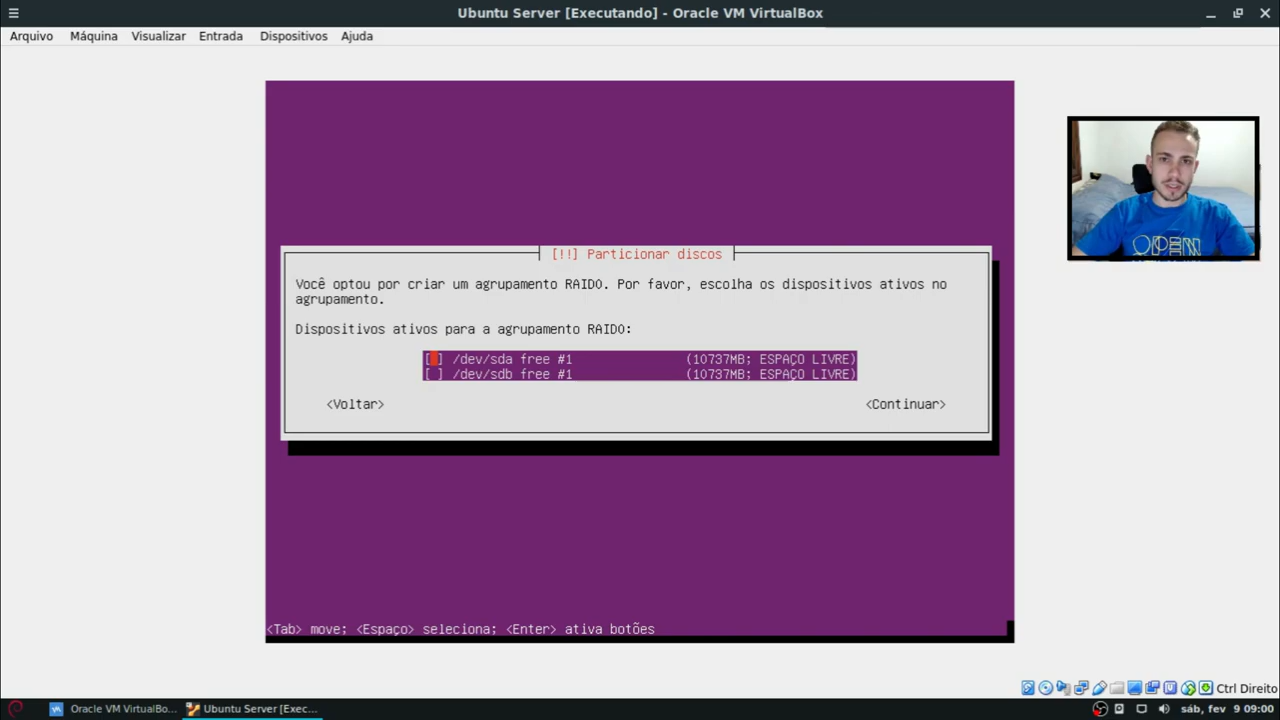 Ubuntu Server [Executando] - Oracle VM VirtualBox
Arquivo Máquina Visualizar Entrada Dispositivos Ajuda
[!!] Particionar discos
Você optou por criar um agrupamento RAID0. Por favor, escolha os dispositivos ativos no
agrupamento.
Dispositivos ativos para a agrupamento RAID0:
[ ] /dev/sda free #1 (10737MB; ESPAÇO LIVRE)
[ ] /dev/sdb free #1 (10737MB; ESPAÇO LIVRE)
<Voltar> <Continuar>
OPEN
<Tab> move; <Espaço> seleciona; <Enter> ativa botões
Ctrl Direito
Oracle VM VirtualBo... Ubuntu Server [Exec... sáb, fev 9 09:00